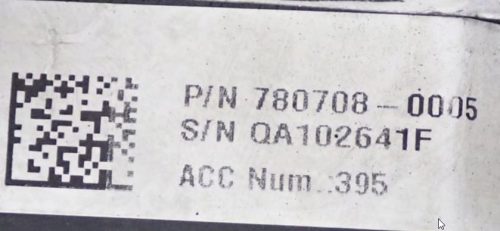 P/N 780708-0005
S/N QA102641F
ACC Num.:395